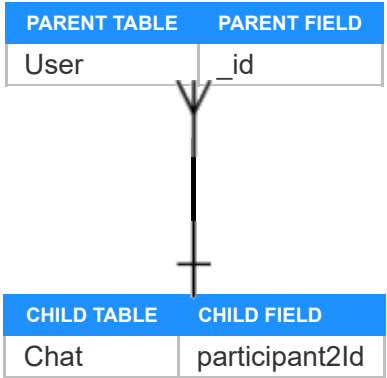 PARENT TABLE PARENT FIELD
User _id
CHILD TABLE CHILD FIELD
Chat participant2Id